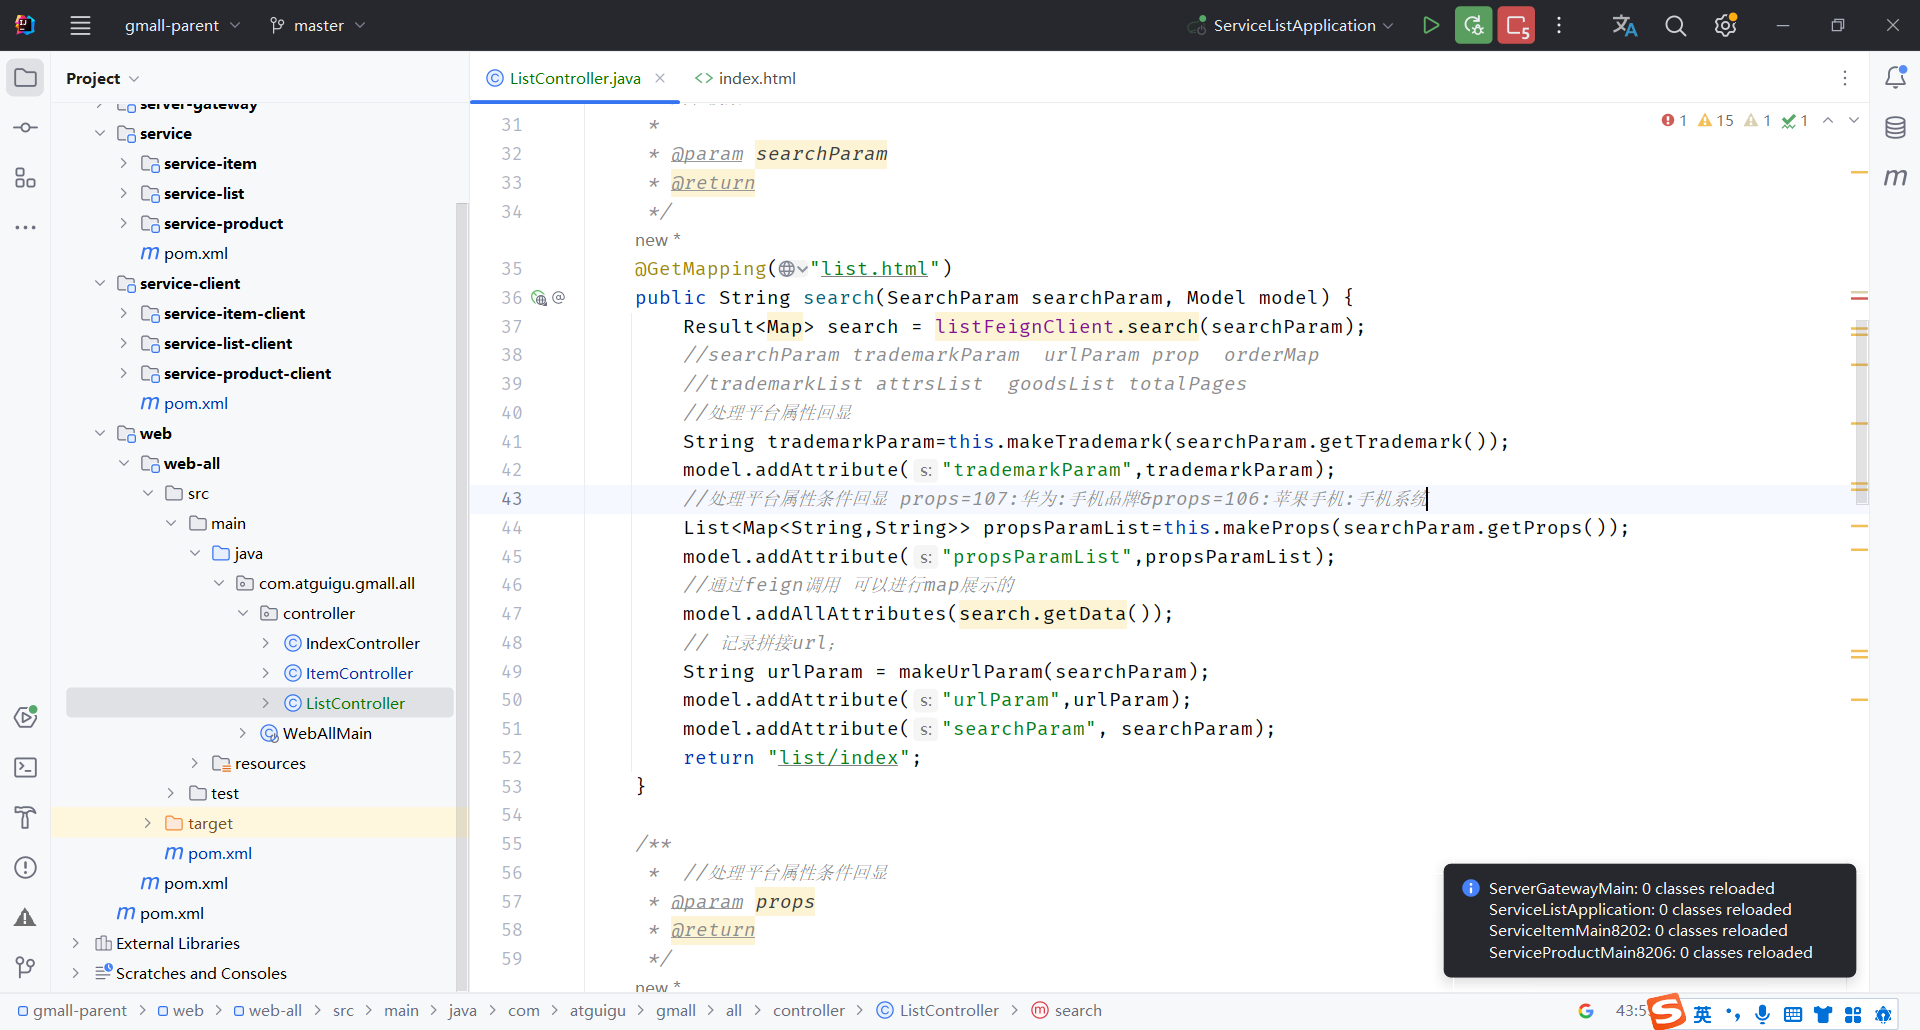 gmall-parent
master
ServiceListApplication
5
Project
ListController.java
index.html
server-gateway
service
service-item
service-list
service-product
pom.xml
service-client
service-item-client
service-list-client
service-product-client
pom.xml
web
web-all
src
main
java
com.atguigu.gmall.all
controller
IndexController
ItemController
ListController
WebAllMain
resources
test
target
pom.xml
pom.xml
pom.xml
External Libraries
Scratches and Consoles
1 15 1 1
31 *
32 * @param searchParam
33 * @return
34 */
new *
35 @GetMapping("list.html")
36 public String search(SearchParam searchParam, Model model) {
37 Result<Map> search = listFeignClient.search(searchParam);
38 //searchParam trademarkParam  urlParam prop  orderMap
39 //trademarkList attrsList  goodsList totalPages
40 //处理平台属性回显
41 String trademarkParam=this.makeTrademark(searchParam.getTrademark());
42 model.addAttribute( s: "trademarkParam",trademarkParam);
43 //处理平台属性条件回显 props=107:华为:手机品牌&props=106:苹果手机:手机系统
44 List<Map<String,String>> propsParamList=this.makeProps(searchParam.getProps());
45 model.addAttribute( s: "propsParamList",propsParamList);
46 //通过feign调用 可以进行map展示的
47 model.addAllAttributes(search.getData());
48 // 记录拼接url;
49 String urlParam = makeUrlParam(searchParam);
50 model.addAttribute( s: "urlParam",urlParam);
51 model.addAttribute( s: "searchParam", searchParam);
52 return "list/index";
53 }
54
55 /**
56 * //处理平台属性条件回显
57 * @param props
58 * @return
59 */
new *
ServerGatewayMain: 0 classes reloaded
ServiceListApplication: 0 classes reloaded
ServiceItemMain8202: 0 classes reloaded
ServiceProductMain8206: 0 classes reloaded
gmall-parent > web > web-all > src > main > java > com > atguigu > gmall > all > controller > ListController > search
英